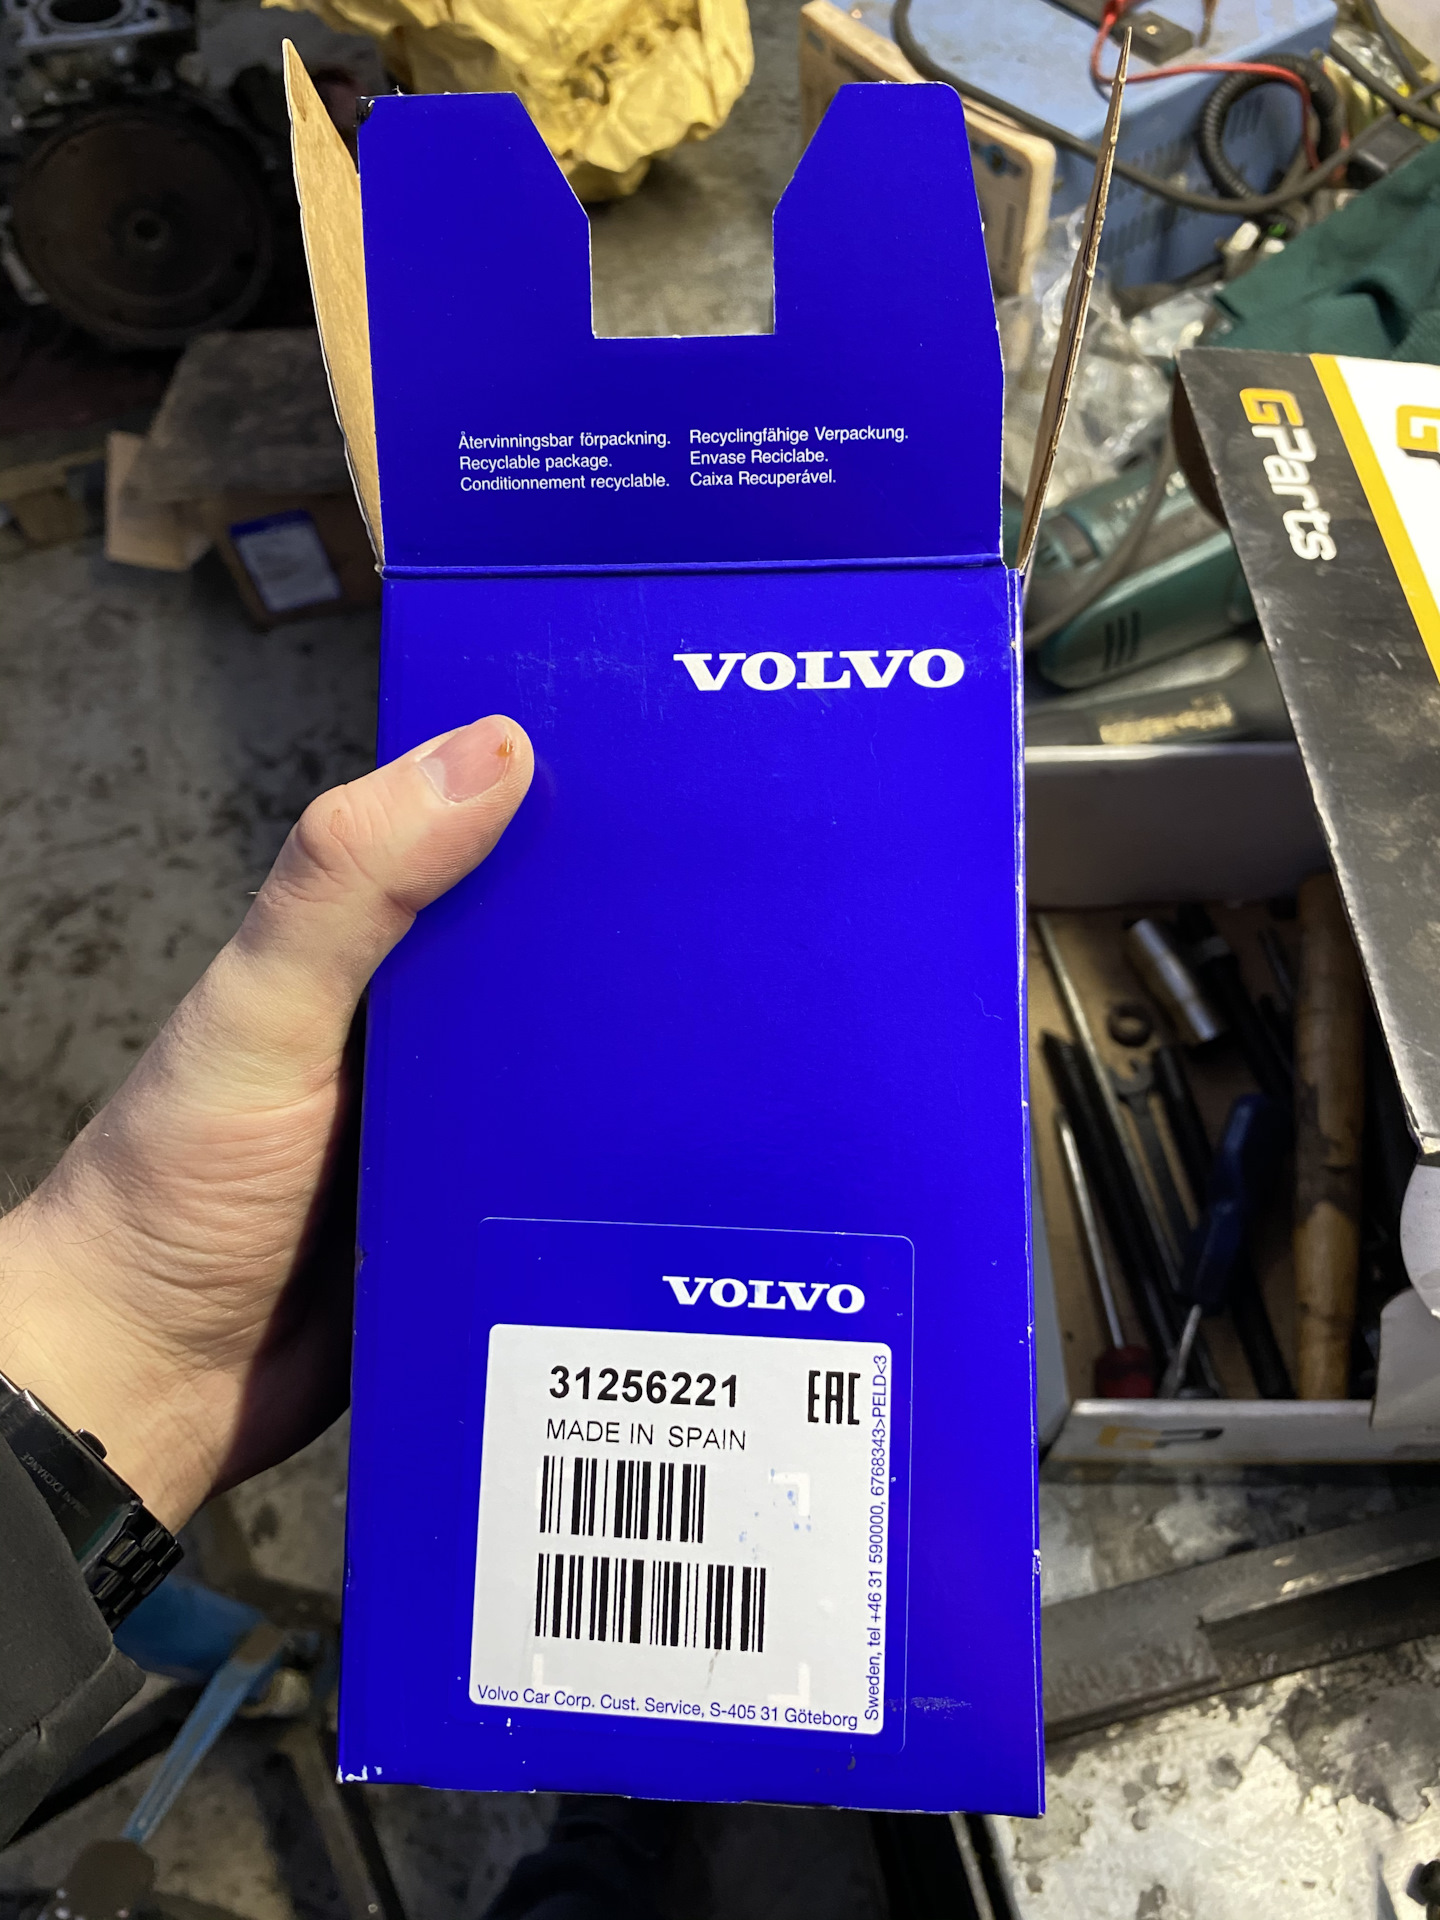 Återvinningsbar förpackning.
Recyclable package.
Conditionnement recyclable.
Recyclingfähige Verpackung.
Envase Reciclabe.
Caixa Recuperável.
VOLVO
VOLVO
31256221
EAC
MADE IN SPAIN
Volvo Car Corp. Cust. Service, S-405 31 Göteborg
Sweden, tel +46 31 590000, 6768343>PELD<3
GParts
GP